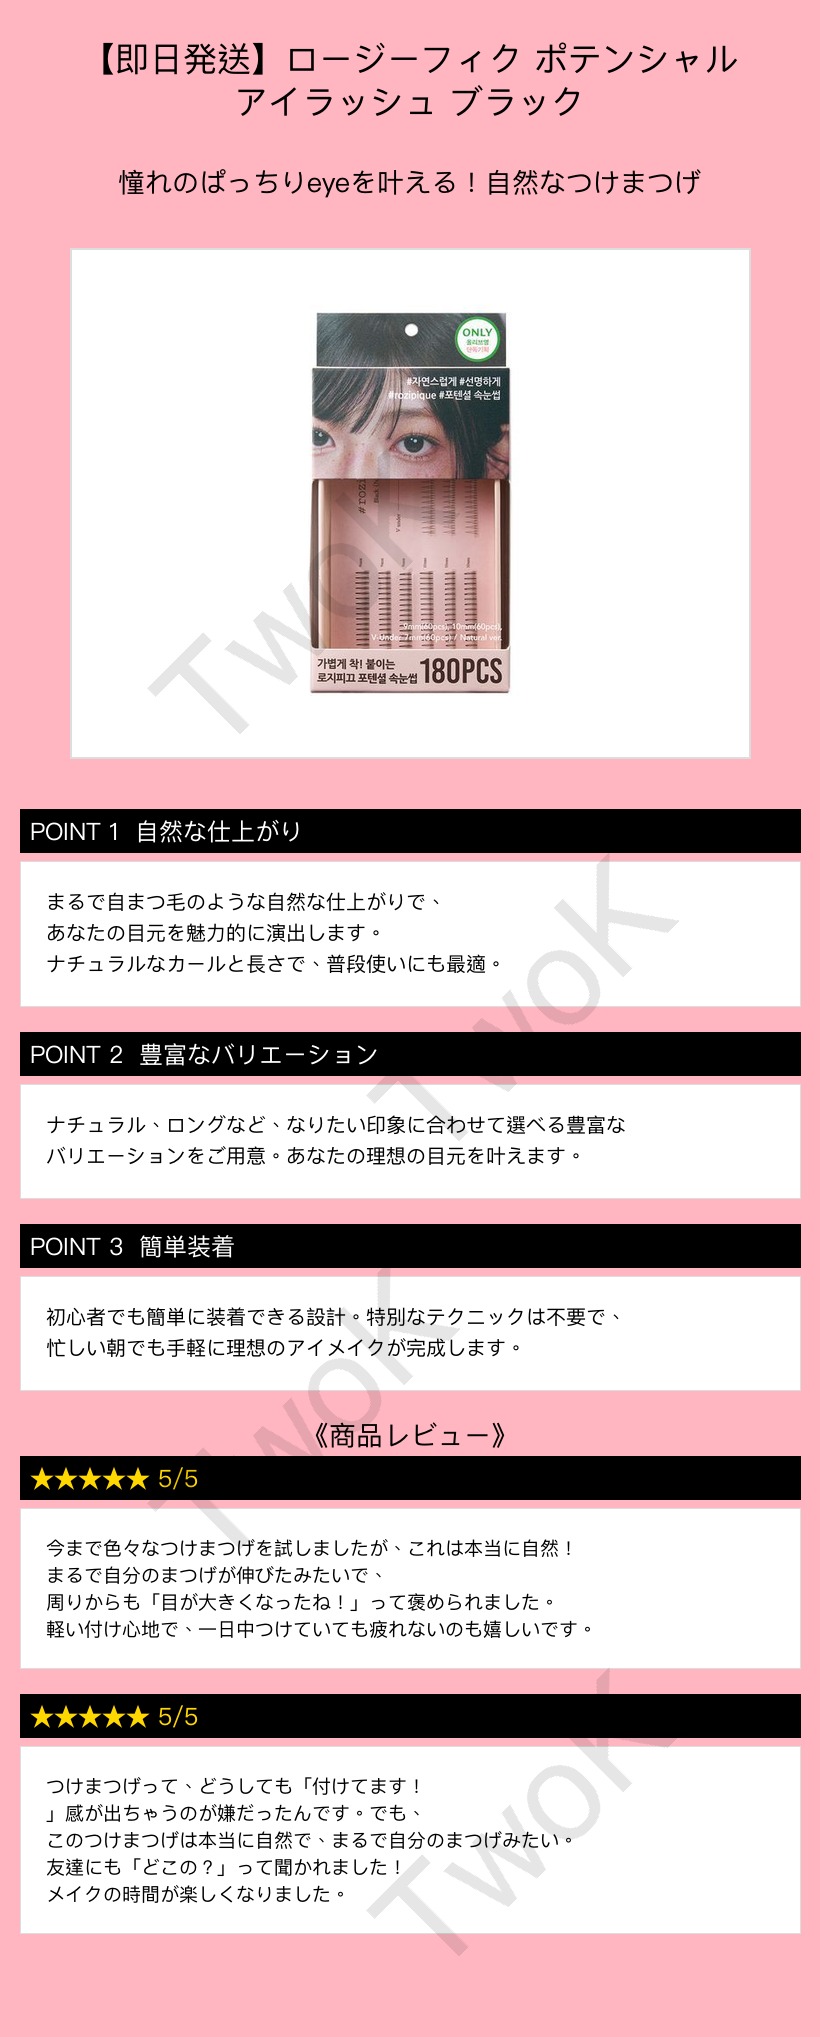 【即日発送】ロージーフィク ポテンシャル
アイラッシュ ブラック
憧れのぱっちりeyeを叶える！自然なつけまつげ
ONLY
올리브영
단독기획
#자연스럽게 #선명하게
#rozipique #포텐셜 속눈썹
#rozi
V-under
9mm(60pcs), 10mm(60pcs),
V-Under 7mm(60pcs) / Natural ver.
가볍게 착! 붙이는
로지피끄 포텐셜 속눈썹 180PCS
TwoK
POINT 1 自然な仕上がり
まるで自まつ毛のような自然な仕上がりで、
あなたの目元を魅力的に演出します。
ナチュラルなカールと長さで、普段使いにも最適。
TwoK
POINT 2 豊富なバリエーション
ナチュラル、ロングなど、なりたい印象に合わせて選べる豊富な
バリエーションをご用意。あなたの理想の目元を叶えます。
POINT 3 簡単装着
初心者でも簡単に装着できる設計。特別なテクニックは不要で、
忙しい朝でも手軽に理想のアイメイクが完成します。
TwoK
《商品レビュー》
★★★★★ 5/5
今まで色々なつけまつげを試しましたが、これは本当に自然！
まるで自分のまつげが伸びたみたいで、
周りからも「目が大きくなったね！」って褒められました。
軽い付け心地で、一日中つけていても疲れないのも嬉しいです。
★★★★★ 5/5
つけまつげって、どうしても「付けてます！
」感が出ちゃうのが嫌だったんです。でも、
このつけまつげは本当に自然で、まるで自分のまつげみたい。
友達にも「どこの？」って聞かれました！
メイクの時間が楽しくなりました。
TwoK